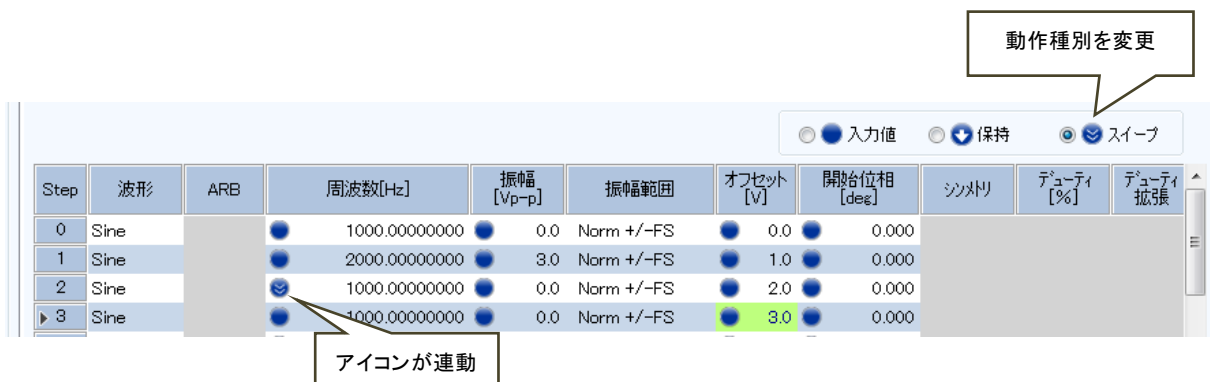 動作種別を変更
入力値 保持 スイープ
Step 波形 ARB 周波数[Hz] 振幅[Vp-p] 振幅範囲 オフセット[V] 開始位相[deg] シンメトリ デューティ[%] デューティ拡張
0 Sine 1000.00000000 0.0 Norm +/-FS 0.0 0.000
1 Sine 2000.00000000 3.0 Norm +/-FS 1.0 0.000
2 Sine 1000.00000000 0.0 Norm +/-FS 2.0 0.000
3 Sine 1000.00000000 0.0 Norm +/-FS 3.0 0.000
アイコンが連動